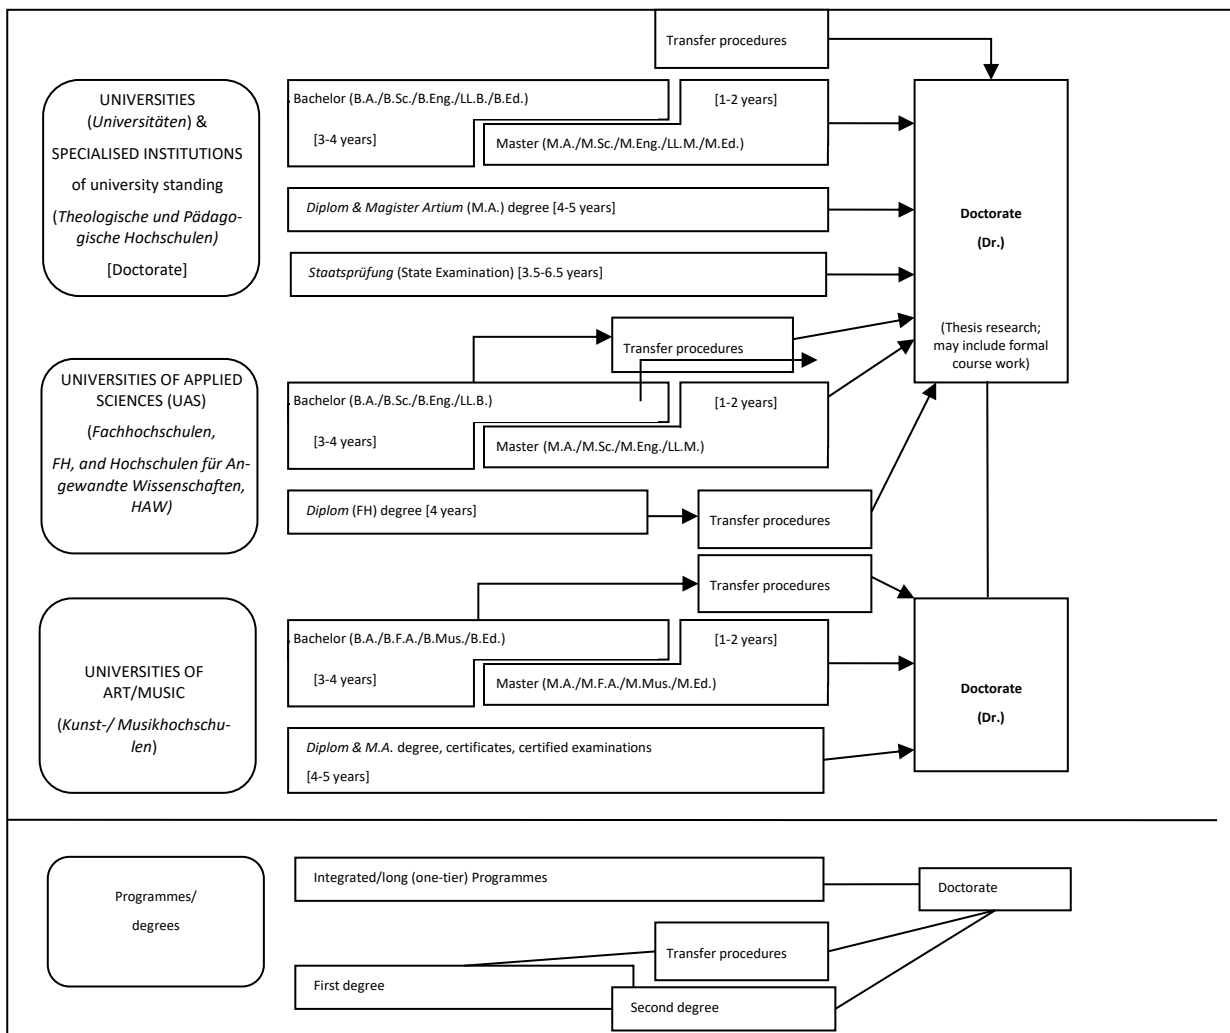 Transfer procedures
UNIVERSITIES
(Universitäten) &
SPECIALISED INSTITUTIONS
of university standing
(Theologische und Pädago-
gische Hochschulen)
[Doctorate]
Bachelor (B.A./B.Sc./B.Eng./LL.B./B.Ed.)
[3-4 years]
[1-2 years]
Master (M.A./M.Sc./M.Eng./LL.M./M.Ed.)
Diplom & Magister Artium (M.A.) degree [4-5 years]
Staatsprüfung (State Examination) [3.5-6.5 years]
Doctorate
(Dr.)
(Thesis research;
may include formal
course work)
UNIVERSITIES OF APPLIED
SCIENCES (UAS)
(Fachhochschulen,
FH, and Hochschulen für An-
gewandte Wissenschaften,
HAW)
Transfer procedures
Bachelor (B.A./B.Sc./B.Eng./LL.B.)
[3-4 years]
[1-2 years]
Master (M.A./M.Sc./M.Eng./LL.M.)
Diplom (FH) degree [4 years]
Transfer procedures
Transfer procedures
UNIVERSITIES OF
ART/MUSIC
(Kunst-/ Musikhochschu-
len)
Bachelor (B.A./B.F.A./B.Mus./B.Ed.)
[3-4 years]
[1-2 years]
Master (M.A./M.F.A./M.Mus./M.Ed.)
Diplom & M.A. degree, certificates, certified examinations
[4-5 years]
Doctorate
(Dr.)
Programmes/
degrees
Integrated/long (one-tier) Programmes
Doctorate
Transfer procedures
First degree
Second degree